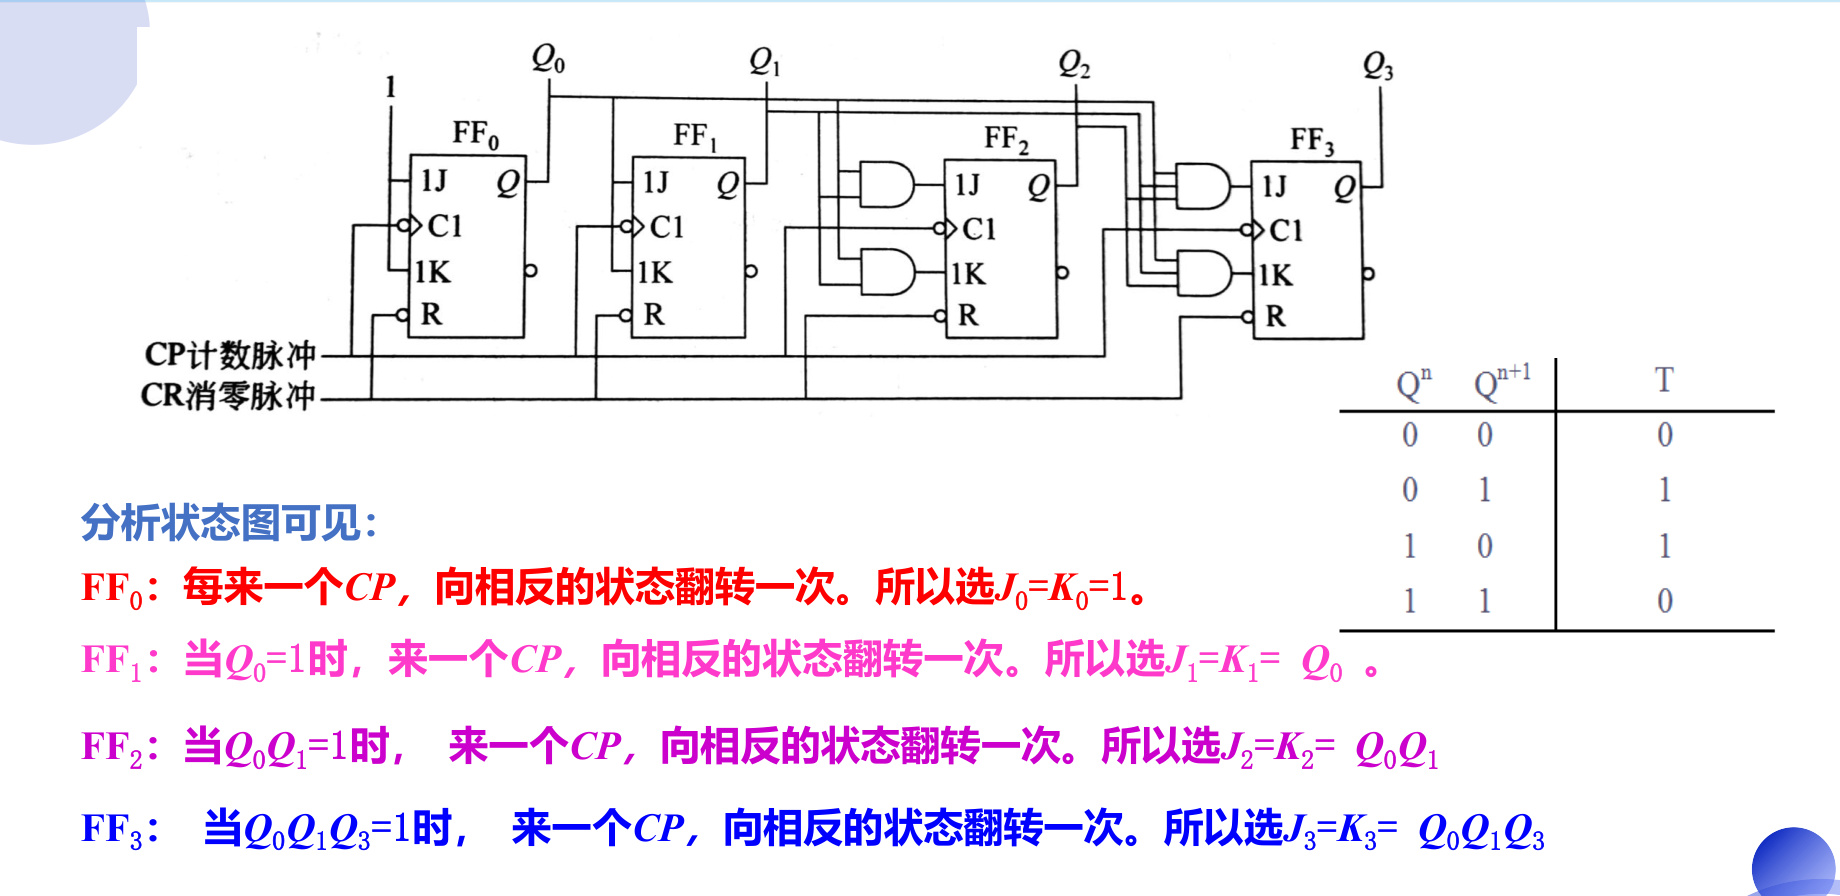 1 Q₀ Q₁ Q₂ Q₃
FF₀ FF₁ FF₂ FF₃
1J Q 1J Q 1J Q 1J Q
C1 C1 C1 C1
1K 1K 1K 1K
R R R R
CP计数脉冲
CR消零脉冲
Qⁿ Qⁿ⁺¹ T
0 0 0
0 1 1
1 0 1
1 1 0
分析状态图可见：
FF₀：每来一个CP，向相反的状态翻转一次。所以选J₀=K₀=1。
FF₁：当Q₀=1时，来一个CP，向相反的状态翻转一次。所以选J₁=K₁= Q₀ 。
FF₂：当Q₀Q₁=1时， 来一个CP，向相反的状态翻转一次。所以选J₂=K₂= Q₀Q₁
FF₃： 当Q₀Q₁Q₃=1时， 来一个CP，向相反的状态翻转一次。所以选J₃=K₃= Q₀Q₁Q₃